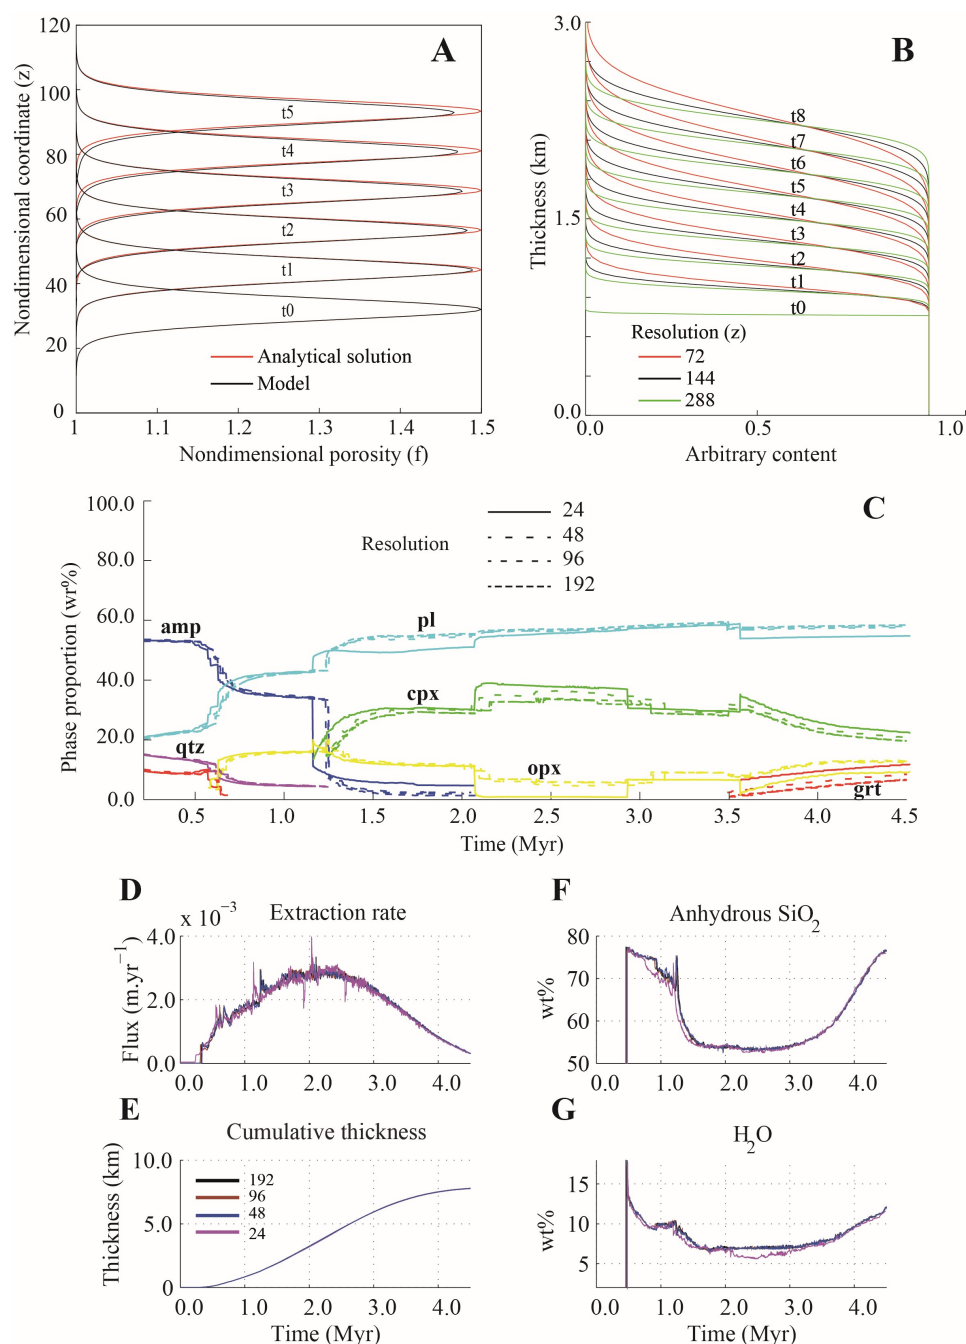 A
Nondimensional coordinate (z)
120
100
80
60
40
20
0
t5
t4
t3
t2
t1
t0
Analytical solution
Model
1
1.1
1.2
1.3
1.4
1.5
Nondimensional porosity (f)
B
Thickness (km)
3.0
1.5
0.0
t8
t7
t6
t5
t4
t3
t2
t1
t0
Resolution (z)
72
144
288
0.0
0.5
1.0
Arbitrary content
C
Phase proportion (wr%)
100.0
80.0
60.0
40.0
20.0
0.0
Resolution
24
48
96
192
amp
pl
cpx
qtz
opx
grt
0.5
1.0
1.5
2.0
2.5
3.0
3.5
4.0
4.5
Time (Myr)
D
x 10⁻³
Extraction rate
Flux (m.yr⁻¹)
4.0
2.0
0.0
0.0
1.0
2.0
3.0
4.0
F
Anhydrous SiO₂
wt%
80
70
60
50
0.0
1.0
2.0
3.0
4.0
E
Cumulative thickness
Thickness (km)
10.0
5.0
0
192
96
48
24
0.0
1.0
2.0
3.0
4.0
Time (Myr)
G
H₂O
wt%
15
10
5
0.0
1.0
2.0
3.0
4.0
Time (Myr)